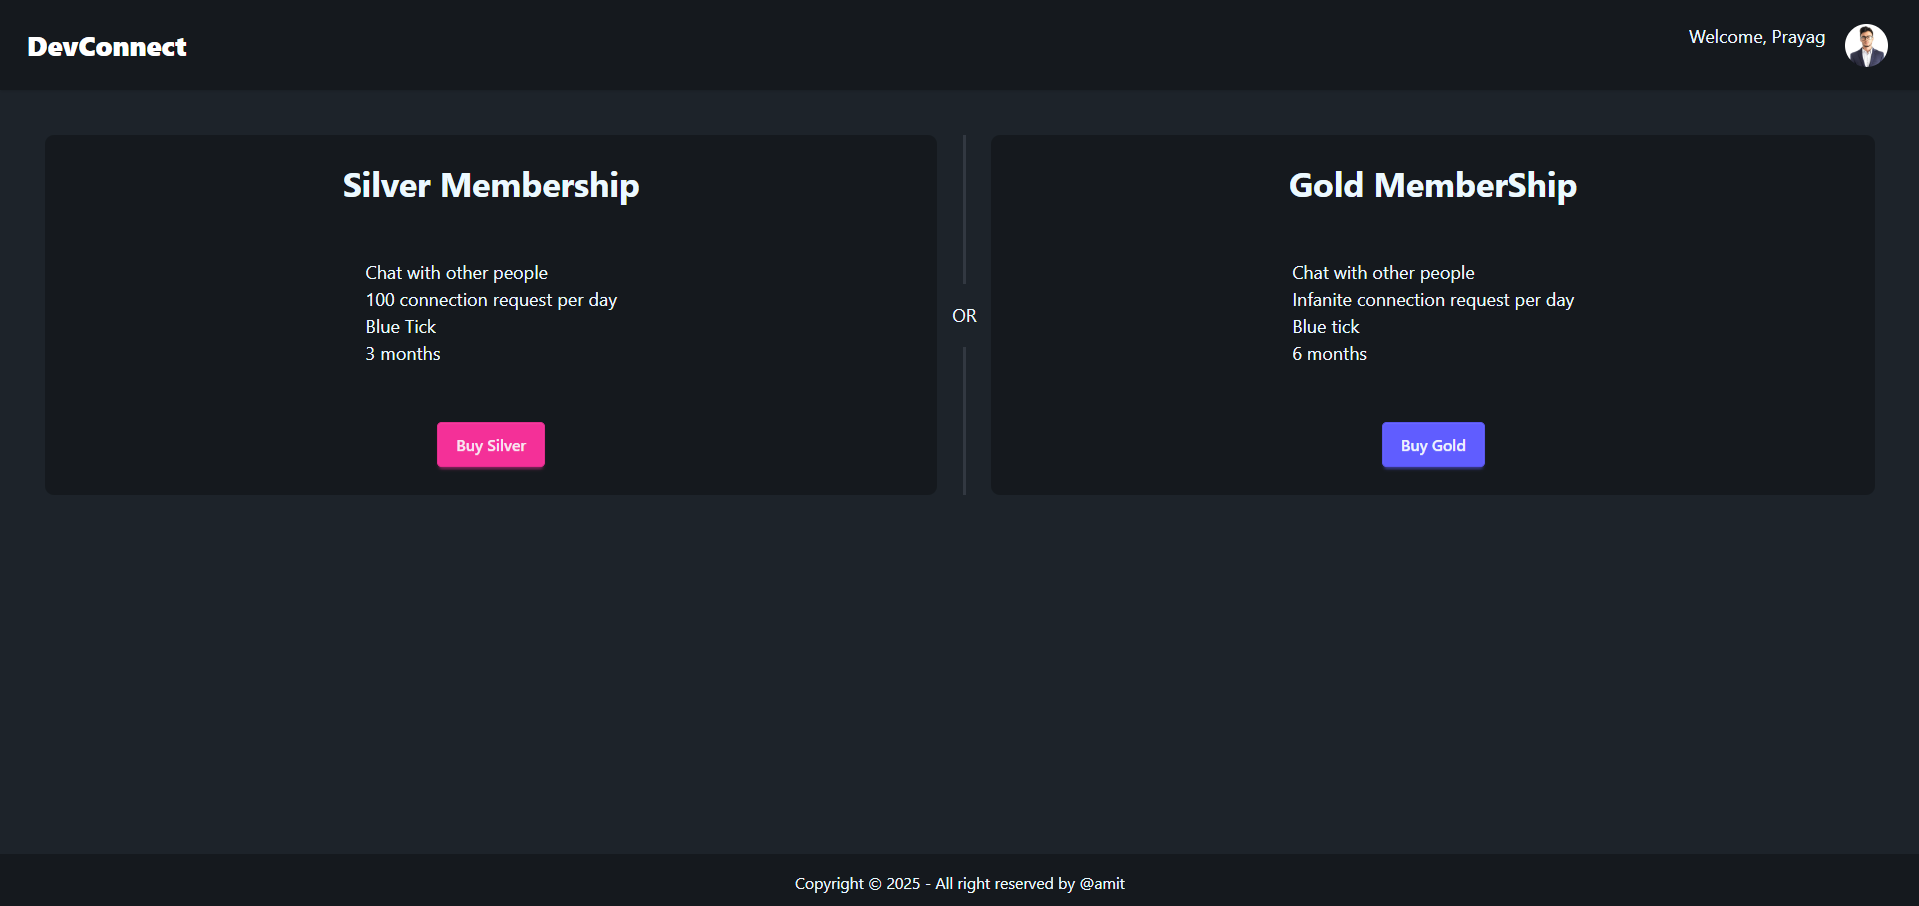 DevConnect
Welcome, Prayag
Silver Membership
Chat with other people
100 connection request per day
Blue Tick
3 months
Buy Silver
OR
Gold MemberShip
Chat with other people
Infanite connection request per day
Blue tick
6 months
Buy Gold
Copyright © 2025 - All right reserved by @amit